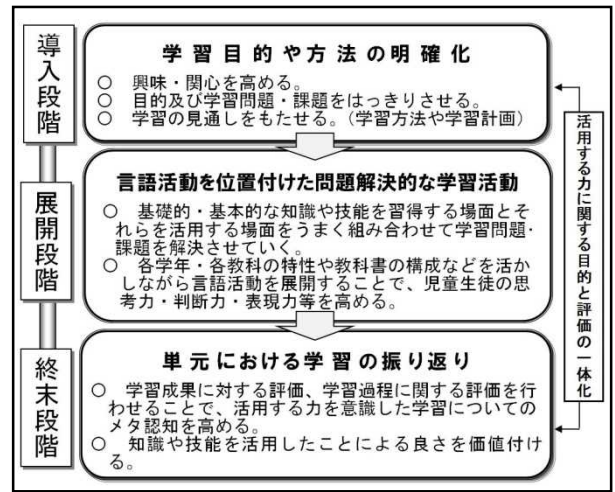 導入段階
学習目的や方法の明確化
○ 興味・関心を高める。
○ 目的及び学習問題・課題をはっきりさせる。
○ 学習の見通しをもたせる。(学習方法や学習計画)
展開段階
言語活動を位置付けた問題解決的な学習活動
○ 基礎的・基本的な知識や技能を習得する場面とそ
れらを活用する場面をうまく組み合わせて学習問題・
課題を解決させていく。
○ 各学年・各教科の特性や教科書の構成などを活か
しながら言語活動を展開することで、児童生徒の思
考力・判断力・表現力等を高める。
終末段階
単元における学習の振り返り
○ 学習成果に対する評価、学習過程に関する評価を行
わせることで、活用する力を意識した学習についての
メタ認知を高める。
○ 知識や技能を活用したことによる良さを価値付け
る。
活用する力に関する目的と評価の一体化